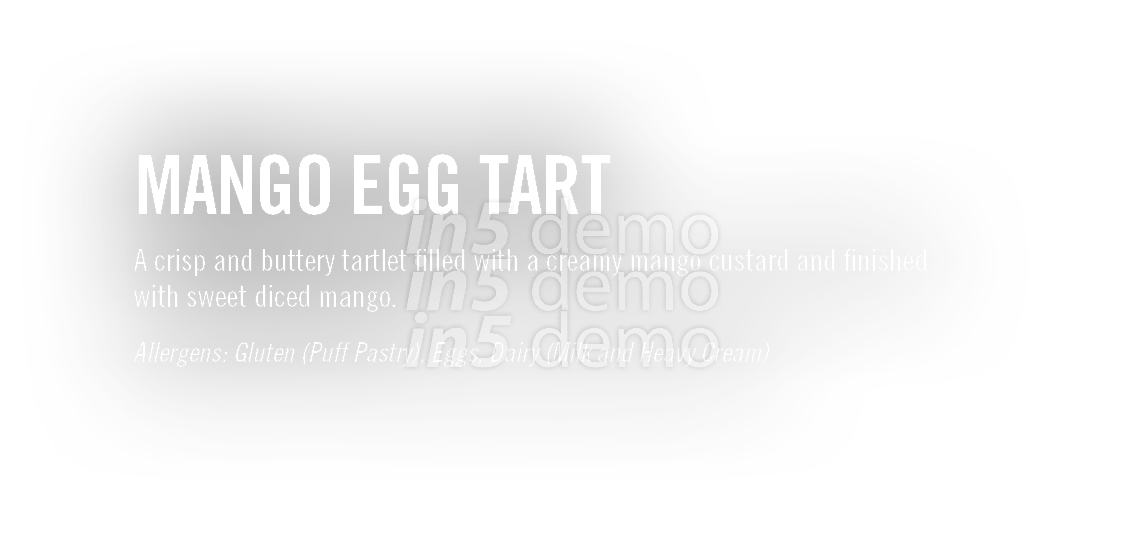 MANGO EGG TART
A crisp and buttery tartlet filled with a creamy mango custard and finished
with sweet diced mango.
Allergens: Gluten (Puff Pastry), Eggs, Dairy (Milk and Heavy Cream)
in5 demo
in5 demo
in5 demo